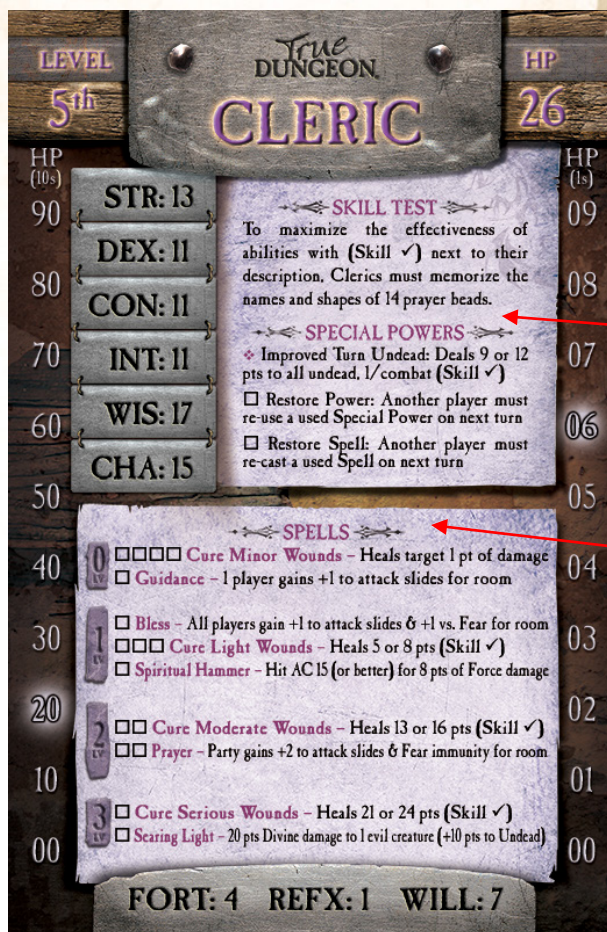 True
DUNGEON.
LEVEL
5th
CLERIC
HP
26
HP
(10s)
90
80
70
60
50
40
30
20
10
00
STR: 13
DEX: 11
CON: 11
INT: 11
WIS: 17
CHA: 15
SKILL TEST
To maximize the effectiveness of
abilities with (Skill ✓) next to their
description, Clerics must memorize the
names and shapes of 14 prayer beads.
SPECIAL POWERS
❖ Improved Turn Undead: Deals 9 or 12
pts to all undead, 1/combat (Skill ✓)
☐ Restore Power: Another player must
re-use a used Special Power on next turn
☐ Restore Spell: Another player must
re-cast a used Spell on next turn
HP
(1s)
09
08
07
06
05
04
03
02
01
00
SPELLS
0
LV
☐☐☐☐ Cure Minor Wounds – Heals target 1 pt of damage
☐ Guidance – 1 player gains +1 to attack slides for room
1
LV
☐ Bless – All players gain +1 to attack slides & +1 vs. Fear for room
☐☐☐ Cure Light Wounds – Heals 5 or 8 pts (Skill ✓)
☐ Spiritual Hammer – Hit AC 15 (or better) for 8 pts of Force damage
2
LV
☐☐ Cure Moderate Wounds – Heals 13 or 16 pts (Skill ✓)
☐☐ Prayer – Party gains +2 to attack slides & Fear immunity for room
3
LV
☐ Cure Serious Wounds – Heals 21 or 24 pts (Skill ✓)
☐ Searing Light – 20 pts Divine damage to 1 evil creature (+10 pts to Undead)
FORT: 4 REFX: 1 WILL: 7